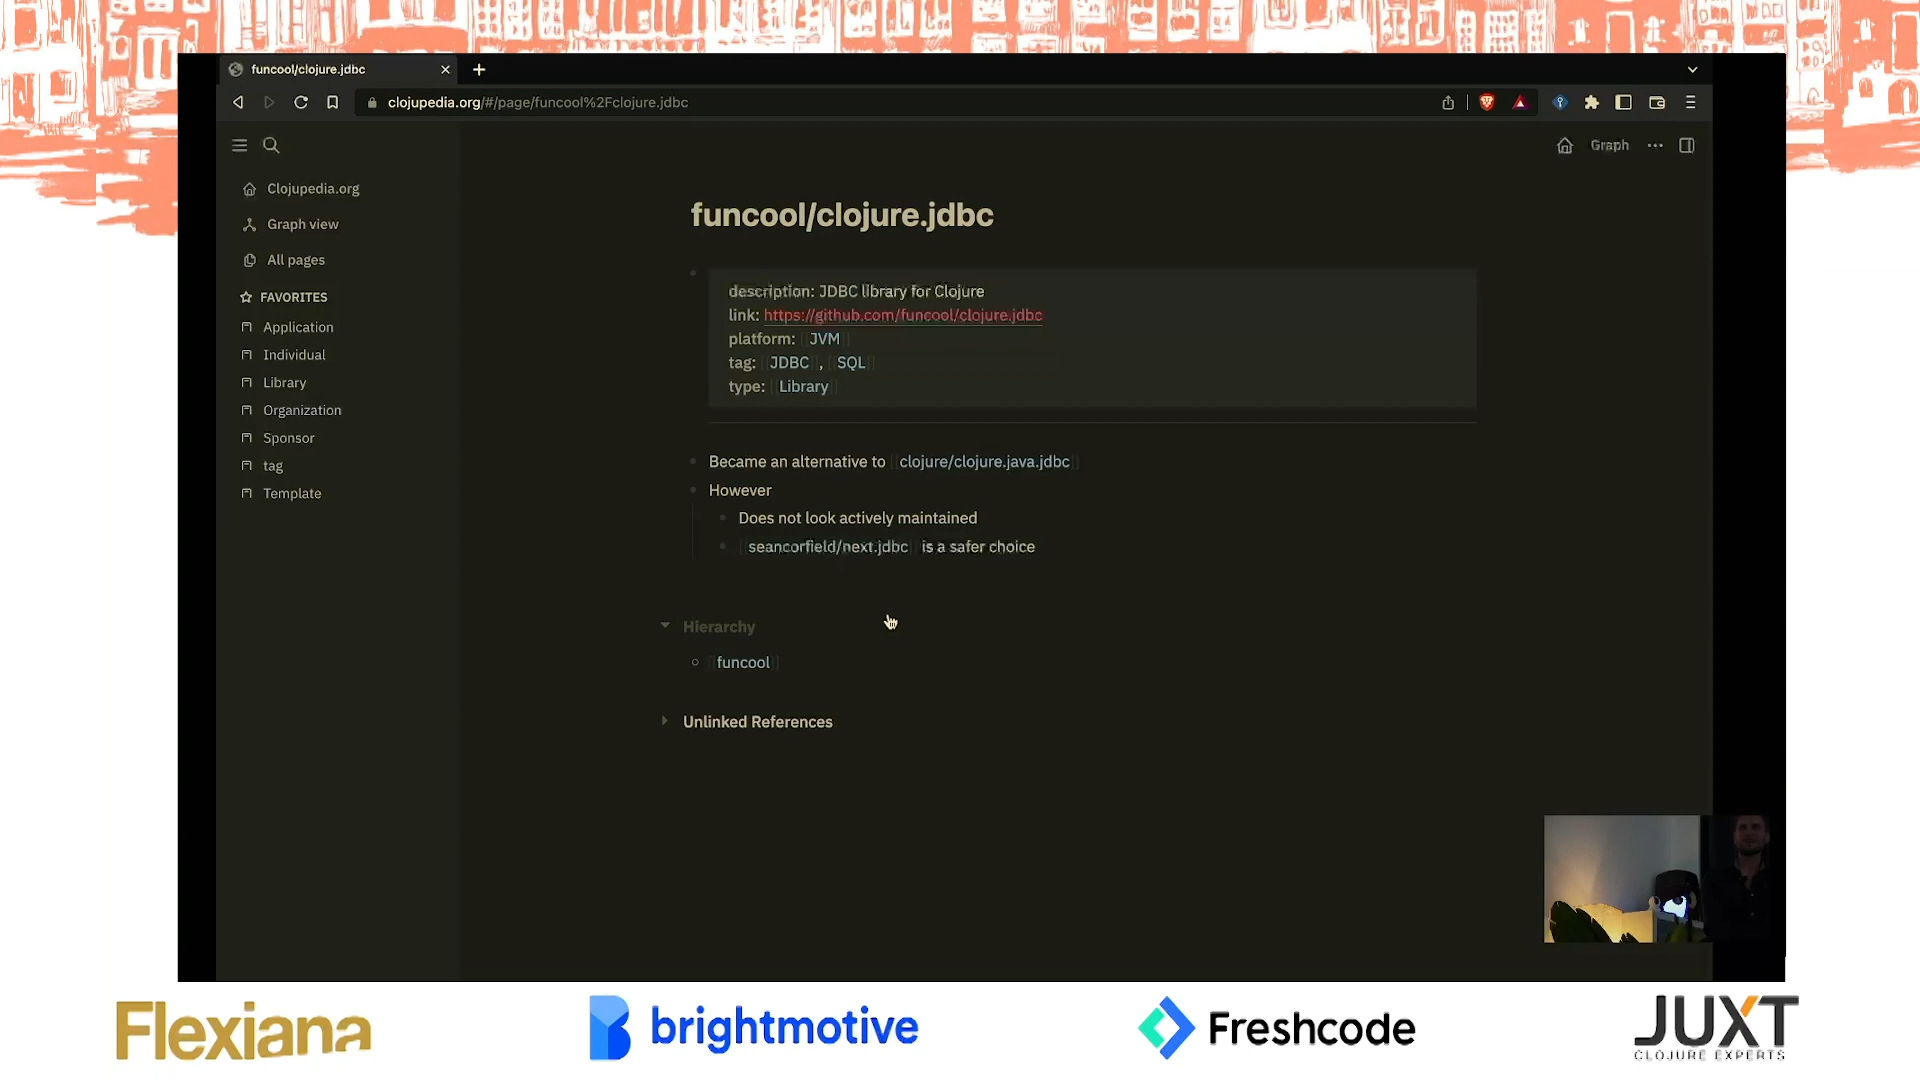 funcool/clojure.jdbc
clojupedia.org/#/page/funcool%2Fclojure.jdbc
Graph
Clojupedia.org
Graph view
All pages
FAVORITES
Application
Individual
Library
Organization
Sponsor
tag
Template
funcool/clojure.jdbc
description: JDBC library for Clojure
link: https://github.com/funcool/clojure.jdbc
platform: [[JVM]]
tag: [[JDBC]], [[SQL]]
type: [[Library]]
Became an alternative to [[clojure/clojure.java.jdbc]]
However
Does not look actively maintained
[[seancorfield/next.jdbc]] is a safer choice
Hierarchy
[[funcool]]
Unlinked References
Flexiana
brightmotive
Freshcode
JUXT
CLOJURE EXPERTS